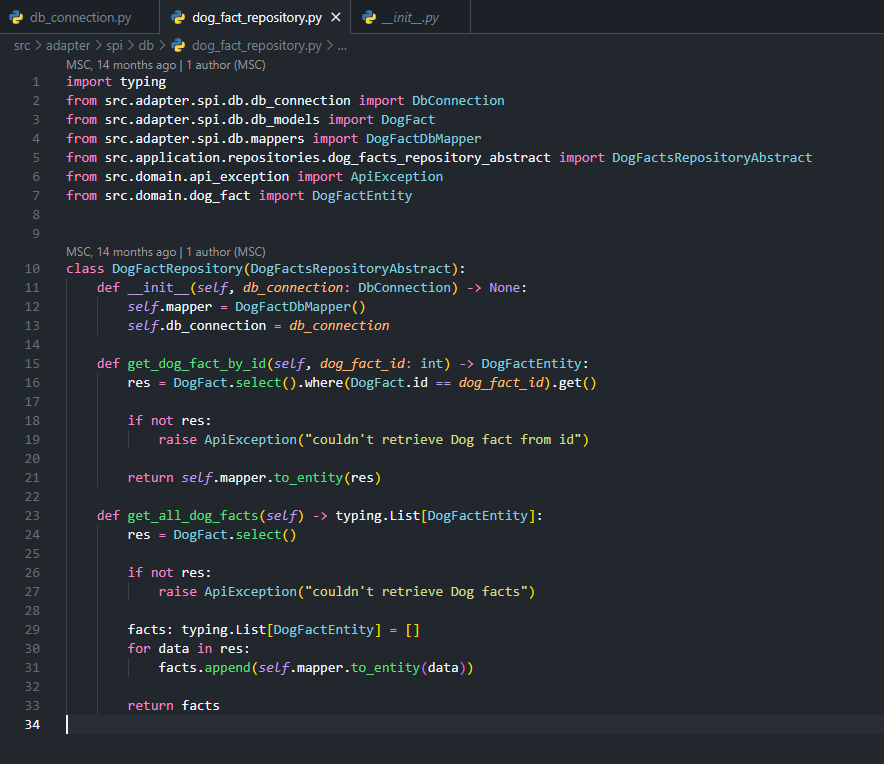 db_connection.py dog_fact_repository.py × __init__.py
src > adapter > spi > db > dog_fact_repository.py > ...
MSC, 14 months ago | 1 author (MSC)
1 import typing
2 from src.adapter.spi.db.db_connection import DbConnection
3 from src.adapter.spi.db.db_models import DogFact
4 from src.adapter.spi.db.mappers import DogFactDbMapper
5 from src.application.repositories.dog_facts_repository_abstract import DogFactsRepositoryAbstract
6 from src.domain.api_exception import ApiException
7 from src.domain.dog_fact import DogFactEntity
8
9
MSC, 14 months ago | 1 author (MSC)
10 class DogFactRepository(DogFactsRepositoryAbstract):
11     def __init__(self, db_connection: DbConnection) -> None:
12         self.mapper = DogFactDbMapper()
13         self.db_connection = db_connection
14
15     def get_dog_fact_by_id(self, dog_fact_id: int) -> DogFactEntity:
16         res = DogFact.select().where(DogFact.id == dog_fact_id).get()
17
18         if not res:
19             raise ApiException("couldn't retrieve Dog fact from id")
20
21         return self.mapper.to_entity(res)
22
23     def get_all_dog_facts(self) -> typing.List[DogFactEntity]:
24         res = DogFact.select()
25
26         if not res:
27             raise ApiException("couldn't retrieve Dog facts")
28
29         facts: typing.List[DogFactEntity] = []
30         for data in res:
31             facts.append(self.mapper.to_entity(data))
32
33         return facts
34